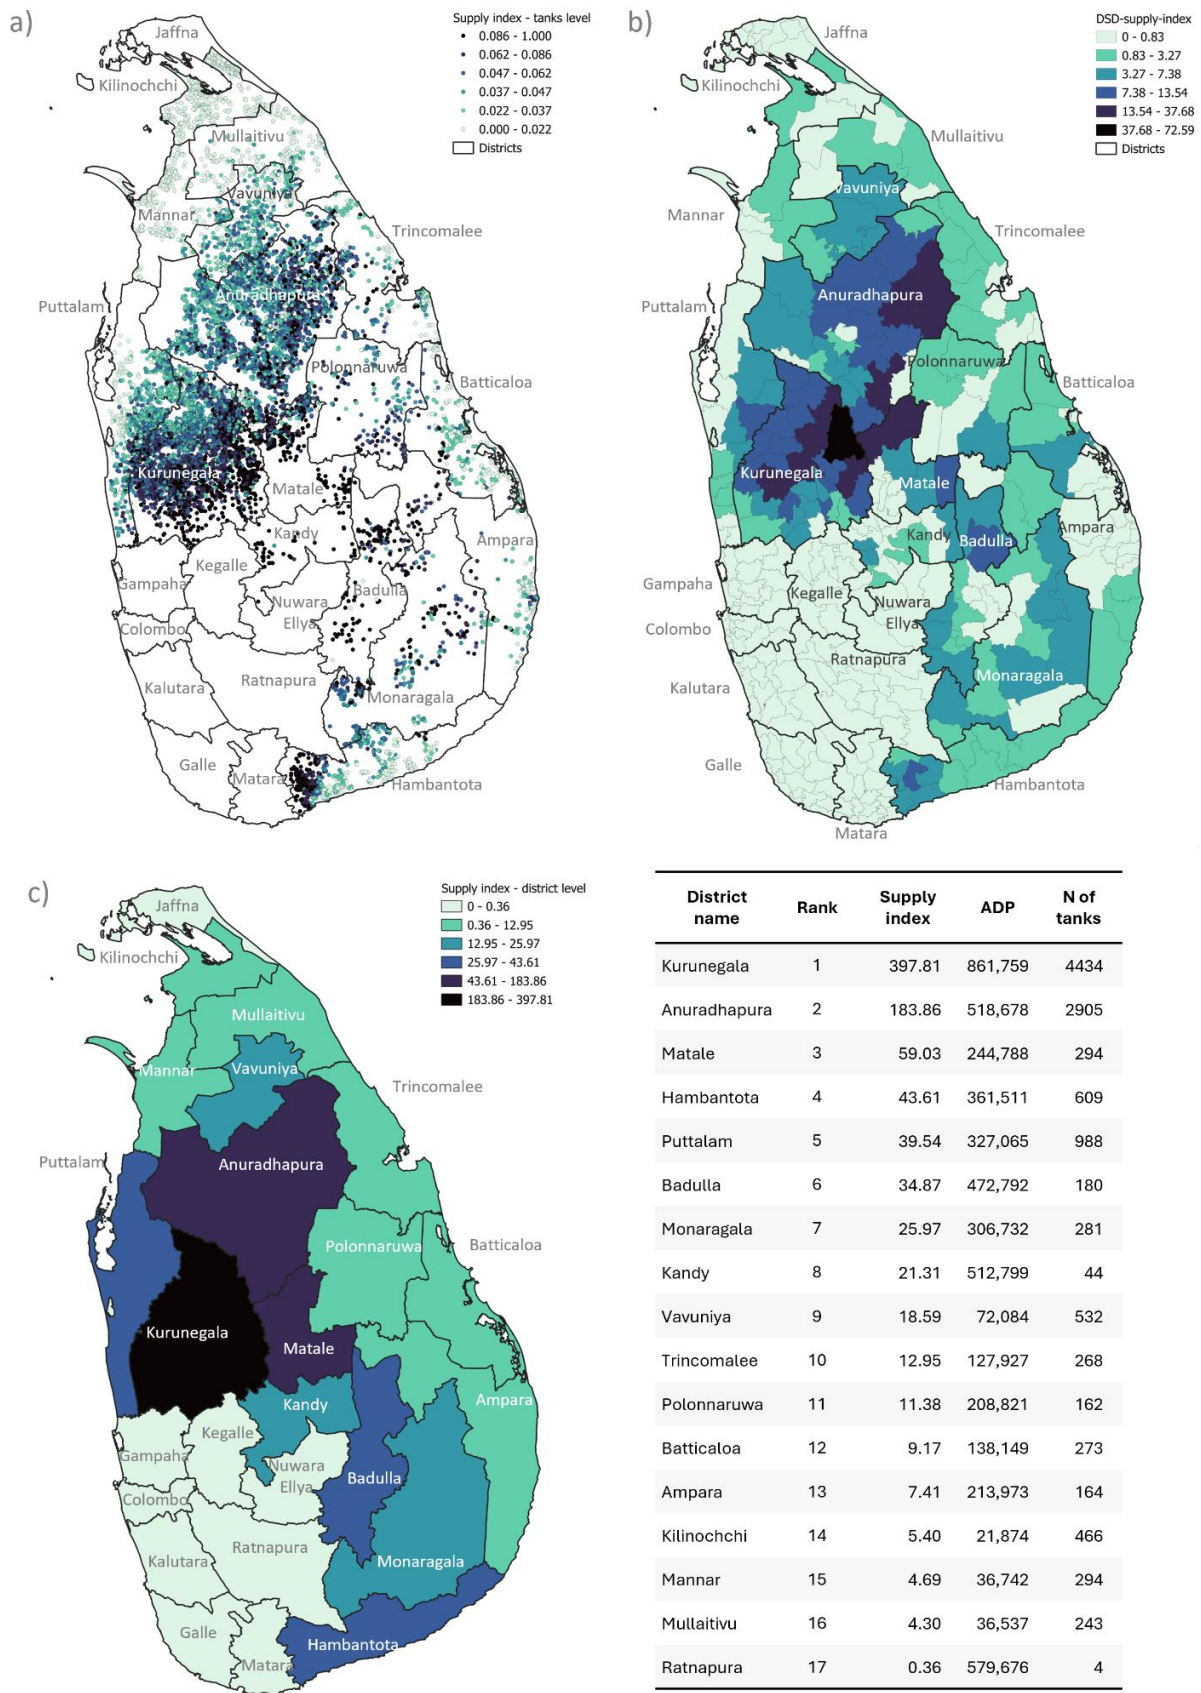 a)
Supply index - tanks level
0.086 - 1.000
0.062 - 0.086
0.047 - 0.062
0.037 - 0.047
0.022 - 0.037
0.000 - 0.022
Districts
Jaffna
Kilinochchi
Mullaitivu
Vavuniya
Mannar
Trincomalee
Anuradhapura
Puttalam
Polonnaruwa
Batticaloa
Kurunegala
Matale
Kandy
Ampara
Kegalle
Gampaha
Badulla
Nuwara
Ellya
Colombo
Ratnapura
Kalutara
Monaragala
Galle
Matara
Hambantota
b)
DSD-supply-index
0 - 0.83
0.83 - 3.27
3.27 - 7.38
7.38 - 13.54
13.54 - 37.68
37.68 - 72.59
Districts
Jaffna
Kilinochchi
Mullaitivu
Vavuniya
Mannar
Trincomalee
Anuradhapura
Puttalam
Polonnaruwa
Batticaloa
Kurunegala
Matale
Ampara
Kandy
Badulla
Gampaha
Kegalle
Nuwara
Ellya
Colombo
Ratnapura
Monaragala
Kalutara
Galle
Hambantota
Matara
c)
Supply index - district level
0 - 0.36
0.36 - 12.95
12.95 - 25.97
25.97 - 43.61
43.61 - 183.86
183.86 - 397.81
Jaffna
Kilinochchi
Mullaitivu
Mannar
Vavuniya
Trincomalee
Puttalam
Anuradhapura
Polonnaruwa
Batticaloa
Kurunegala
Matale
Ampara
Kandy
Kegalle
Gampaha
Nuwara
Ellya
Badulla
Colombo
Ratnapura
Kalutara
Monaragala
Galle
Hambantota
Matara
District name Rank Supply index ADP N of tanks
Kurunegala 1 397.81 861,759 4434
Anuradhapura 2 183.86 518,678 2905
Matale 3 59.03 244,788 294
Hambantota 4 43.61 361,511 609
Puttalam 5 39.54 327,065 988
Badulla 6 34.87 472,792 180
Monaragala 7 25.97 306,732 281
Kandy 8 21.31 512,799 44
Vavuniya 9 18.59 72,084 532
Trincomalee 10 12.95 127,927 268
Polonnaruwa 11 11.38 208,821 162
Batticaloa 12 9.17 138,149 273
Ampara 13 7.41 213,973 164
Kilinochchi 14 5.40 21,874 466
Mannar 15 4.69 36,742 294
Mullaitivu 16 4.30 36,537 243
Ratnapura 17 0.36 579,676 4